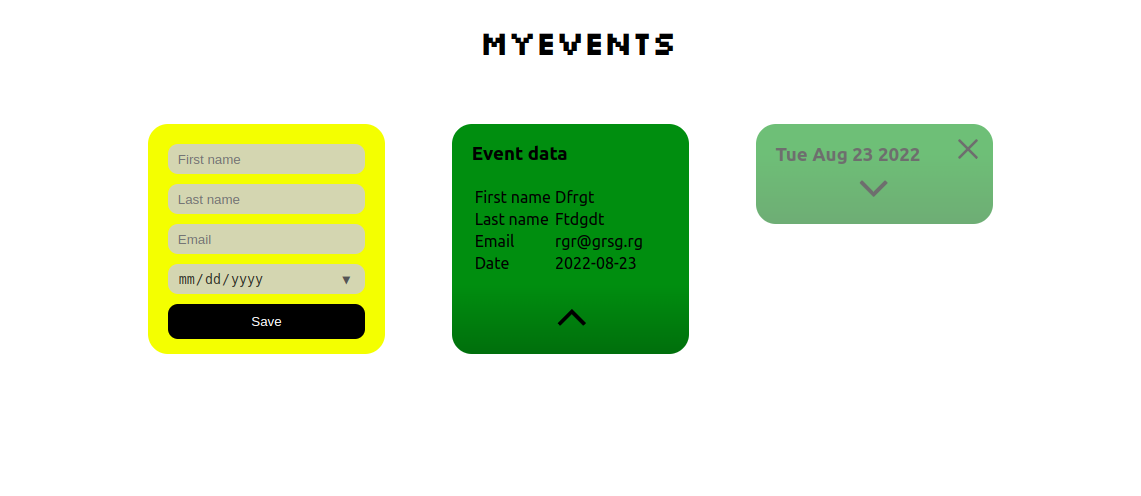 MYEVENTS
First name
Last name
Email
mm/dd/yyyy
Save
Event data
First name Dfrgt
Last name Ftdgdt
Email rgr@grsg.rg
Date 2022-08-23
Tue Aug 23 2022